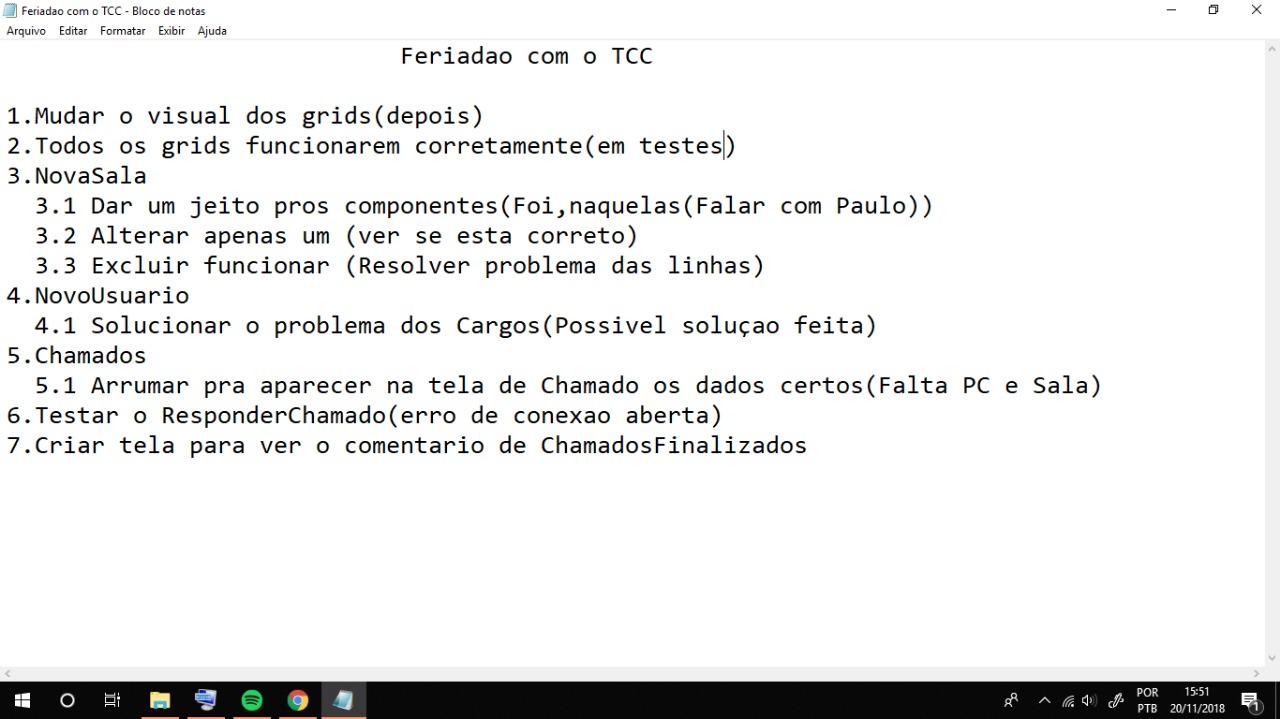 Feriadao com o TCC - Bloco de notas
Arquivo Editar Formatar Exibir Ajuda
Feriadao com o TCC
1.Mudar o visual dos grids(depois)
2.Todos os grids funcionarem corretamente(em testes)
3.NovaSala
3.1 Dar um jeito pros componentes(Foi,naquelas(Falar com Paulo))
3.2 Alterar apenas um (ver se esta correto)
3.3 Excluir funcionar (Resolver problema das linhas)
4.NovoUsuario
4.1 Solucionar o problema dos Cargos(Possivel soluçao feita)
5.Chamados
5.1 Arrumar pra aparecer na tela de Chamado os dados certos(Falta PC e Sala)
6.Testar o ResponderChamado(erro de conexao aberta)
7.Criar tela para ver o comentario de ChamadosFinalizados
POR 15:51
PTB 20/11/2018 1